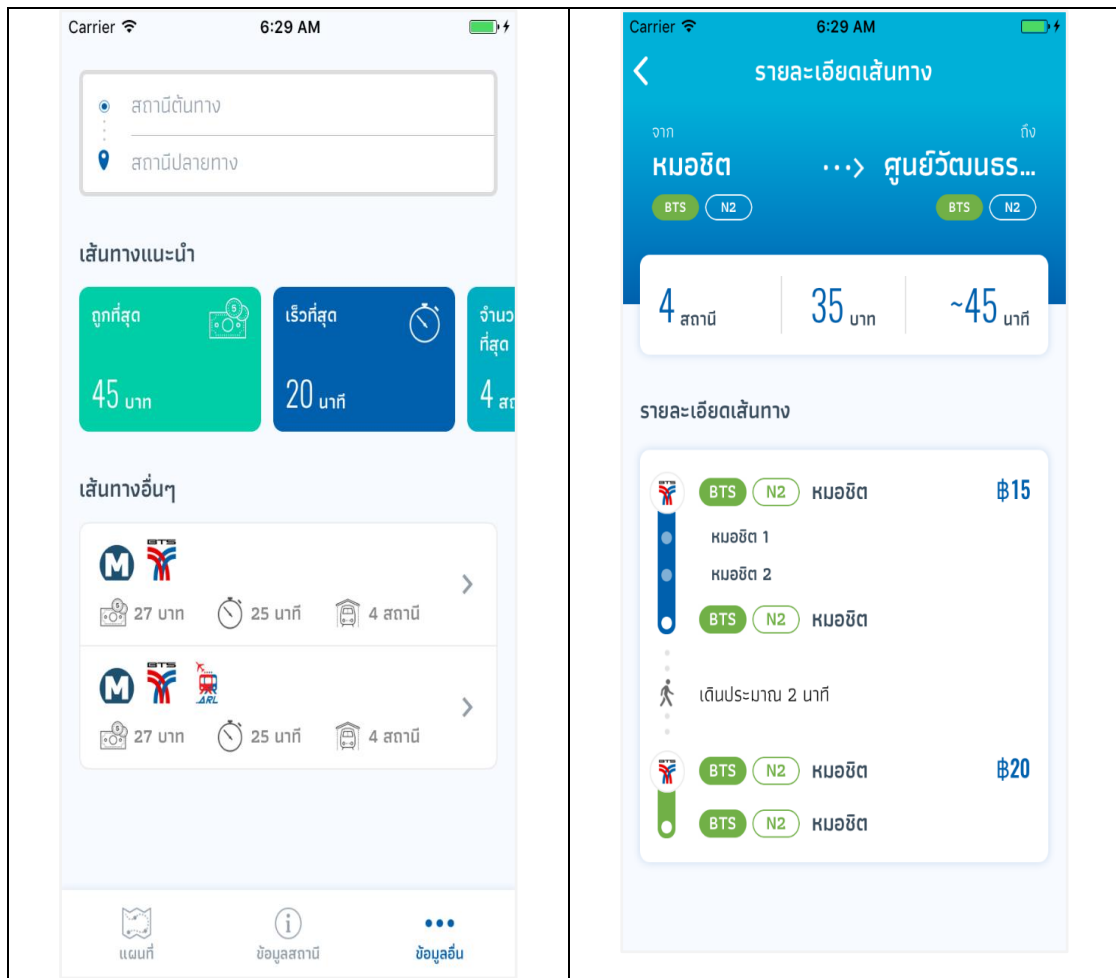 Carrier 6:29 AM
สถานีต้นทาง
สถานีปลายทาง
เส้นทางแนะนำ
ถูกที่สุด
45 บาท
เร็วที่สุด
20 นาที
จำนว
ที่สุด
4 สถ
เส้นทางอื่นๆ
M BTS
27 บาท 25 นาที 4 สถานี
M BTS ARL
27 บาท 25 นาที 4 สถานี
แผนที่ ข้อมูลสถานี ข้อมูลอื่น
Carrier 6:29 AM
รายละเอียดเส้นทาง
จาก ถึง
หมอชิต ศูนย์วัฒนธร...
BTS N2 BTS N2
4 สถานี 35 บาท ~45 นาที
รายละเอียดเส้นทาง
BTS BTS N2 หมอชิต ฿15
หมอชิต 1
หมอชิต 2
BTS N2 หมอชิต
เดินประมาณ 2 นาที
BTS BTS N2 หมอชิต ฿20
BTS N2 หมอชิต